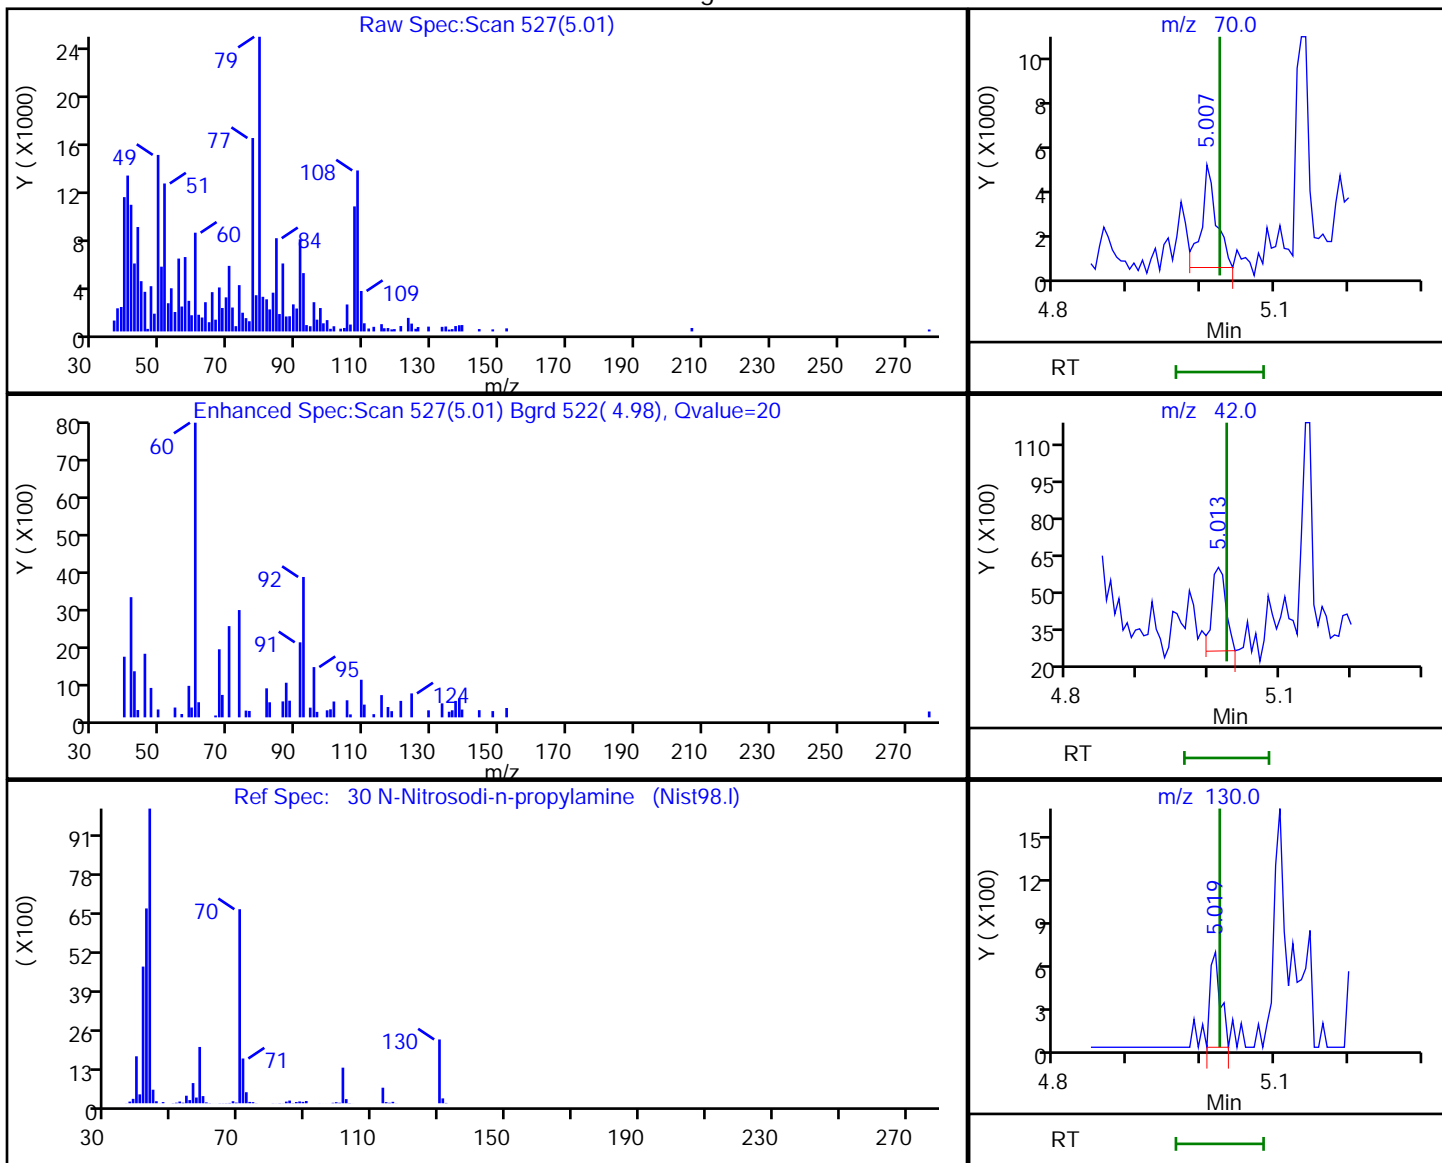 Raw Spec:Scan 527(5.01)
Y ( X1000)
24
20
16
12
8
4
0
79
77
49
51
60
84
108
109
30 50 70 90 110 130 150 170 190 210 230 250 270
m/z
m/z 70.0
Y ( X1000)
10
8
6
4
2
0
5.007
4.8 5.1
Min
RT
Enhanced Spec:Scan 527(5.01) Bgrd 522( 4.98), Qvalue=20
Y ( X100)
80
70
60
50
40
30
20
10
0
60
92
91
95
124
30 50 70 90 110 130 150 170 190 210 230 250 270
m/z
m/z 42.0
Y ( X100)
110
95
80
65
50
35
20
5.013
4.8 5.1
Min
RT
Ref Spec: 30 N-Nitrosodi-n-propylamine (Nist98.l)
( X100)
91
78
65
52
39
26
13
0
70
71
130
30 70 110 150 190 230 270
m/z 130.0
Y ( X100)
15
12
9
6
3
0
5.019
4.8 5.1
Min
RT